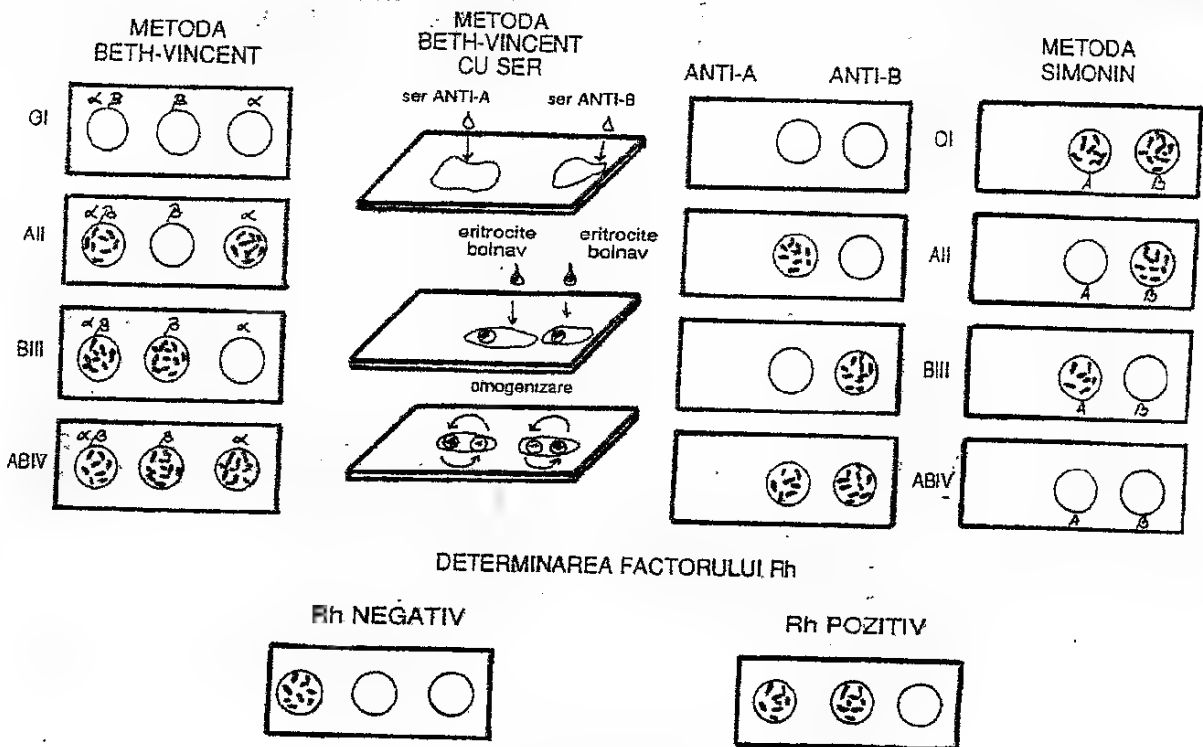 METODA
BETH-VINCENT
OI
α β β α
AII
α β β α
BIII
α β β α
ABIV
α β β α
METODA
BETH-VINCENT
CU SER
ser ANTI-A ser ANTI-B
eritrocite eritrocite
bolnav bolnav
omogenizare
ANTI-A ANTI-B
METODA
SIMONIN
OI
A B
AII
A B
BIII
A B
ABIV
A B
DETERMINAREA FACTORULUI Rh
Rh NEGATIV
Rh POZITIV